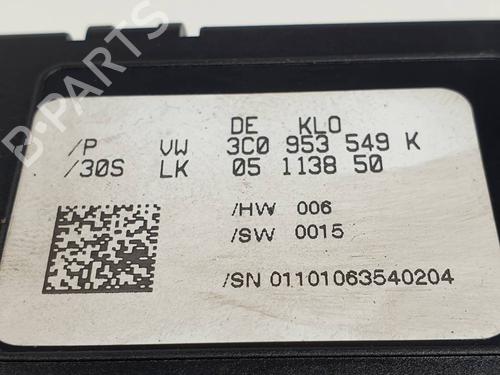 B-PARTS
DE KLO
/P VW 3C0 953 549 K
/30S LK 05 1138 50
/HW 006
/SW 0015
/SN 01101063540204